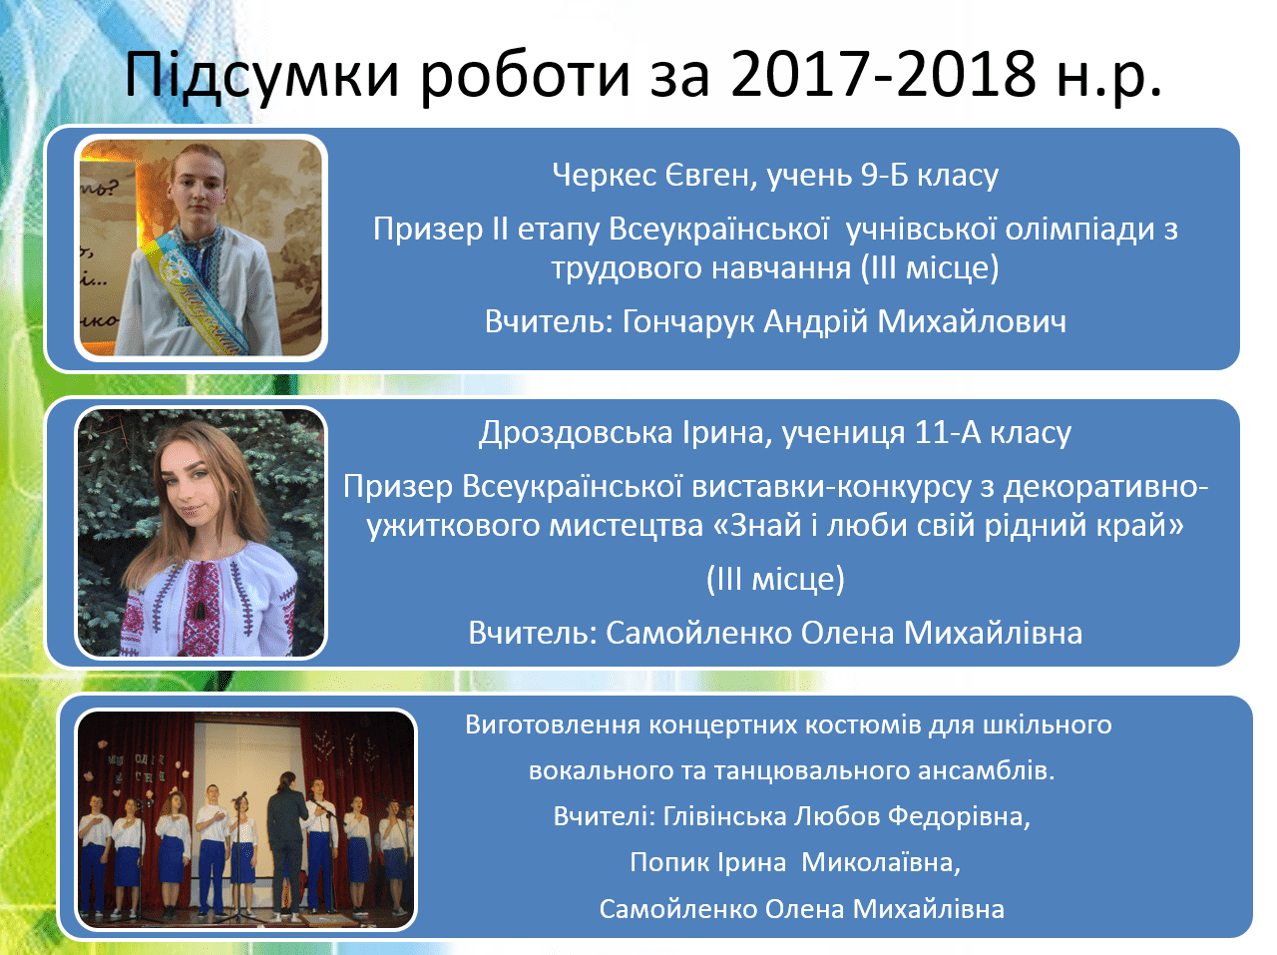 Підсумки роботи за 2017-2018 н.р.
Черкес Євген, учень 9-Б класу
Призер ІІ етапу Всеукраїнської  учнівської олімпіади з
трудового навчання (ІІІ місце)
Вчитель: Гончарук Андрій Михайлович
Дроздовська Ірина, учениця 11-А класу
Призер Всеукраїнської виставки-конкурсу з декоративно-
ужиткового мистецтва «Знай і люби свій рідний край»
(ІІІ місце)
Вчитель: Самойленко Олена Михайлівна
Виготовлення концертних костюмів для шкільного
вокального та танцювального ансамблів.
Вчителі: Глівінська Любов Федорівна,
Попик Ірина  Миколаївна,
Самойленко Олена Михайлівна